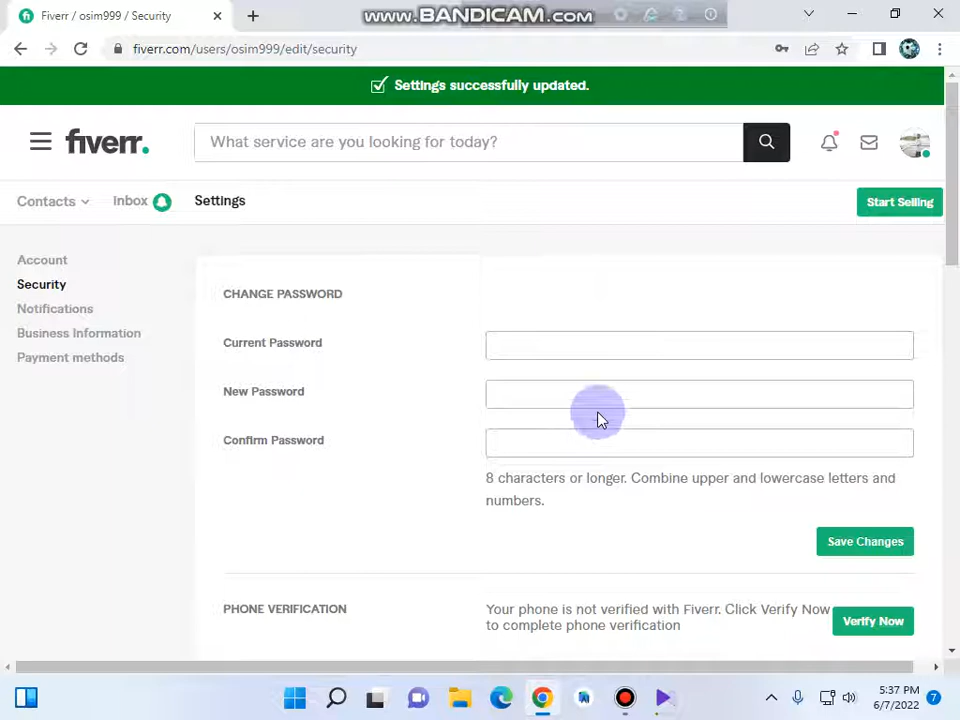 Fiverr / osim999 / Security
www.BANDICAM.com
fiverr.com/users/osim999/edit/security
Settings successfully updated.
fiverr.
What service are you looking for today?
Contacts
Inbox
Settings
Start Selling
Account
Security
Notifications
Business Information
Payment methods
CHANGE PASSWORD
Current Password
New Password
Confirm Password
8 characters or longer. Combine upper and lowercase letters and
numbers.
Save Changes
PHONE VERIFICATION
Your phone is not verified with Fiverr. Click Verify Now
to complete phone verification
Verify Now
5:37 PM
6/7/2022
7